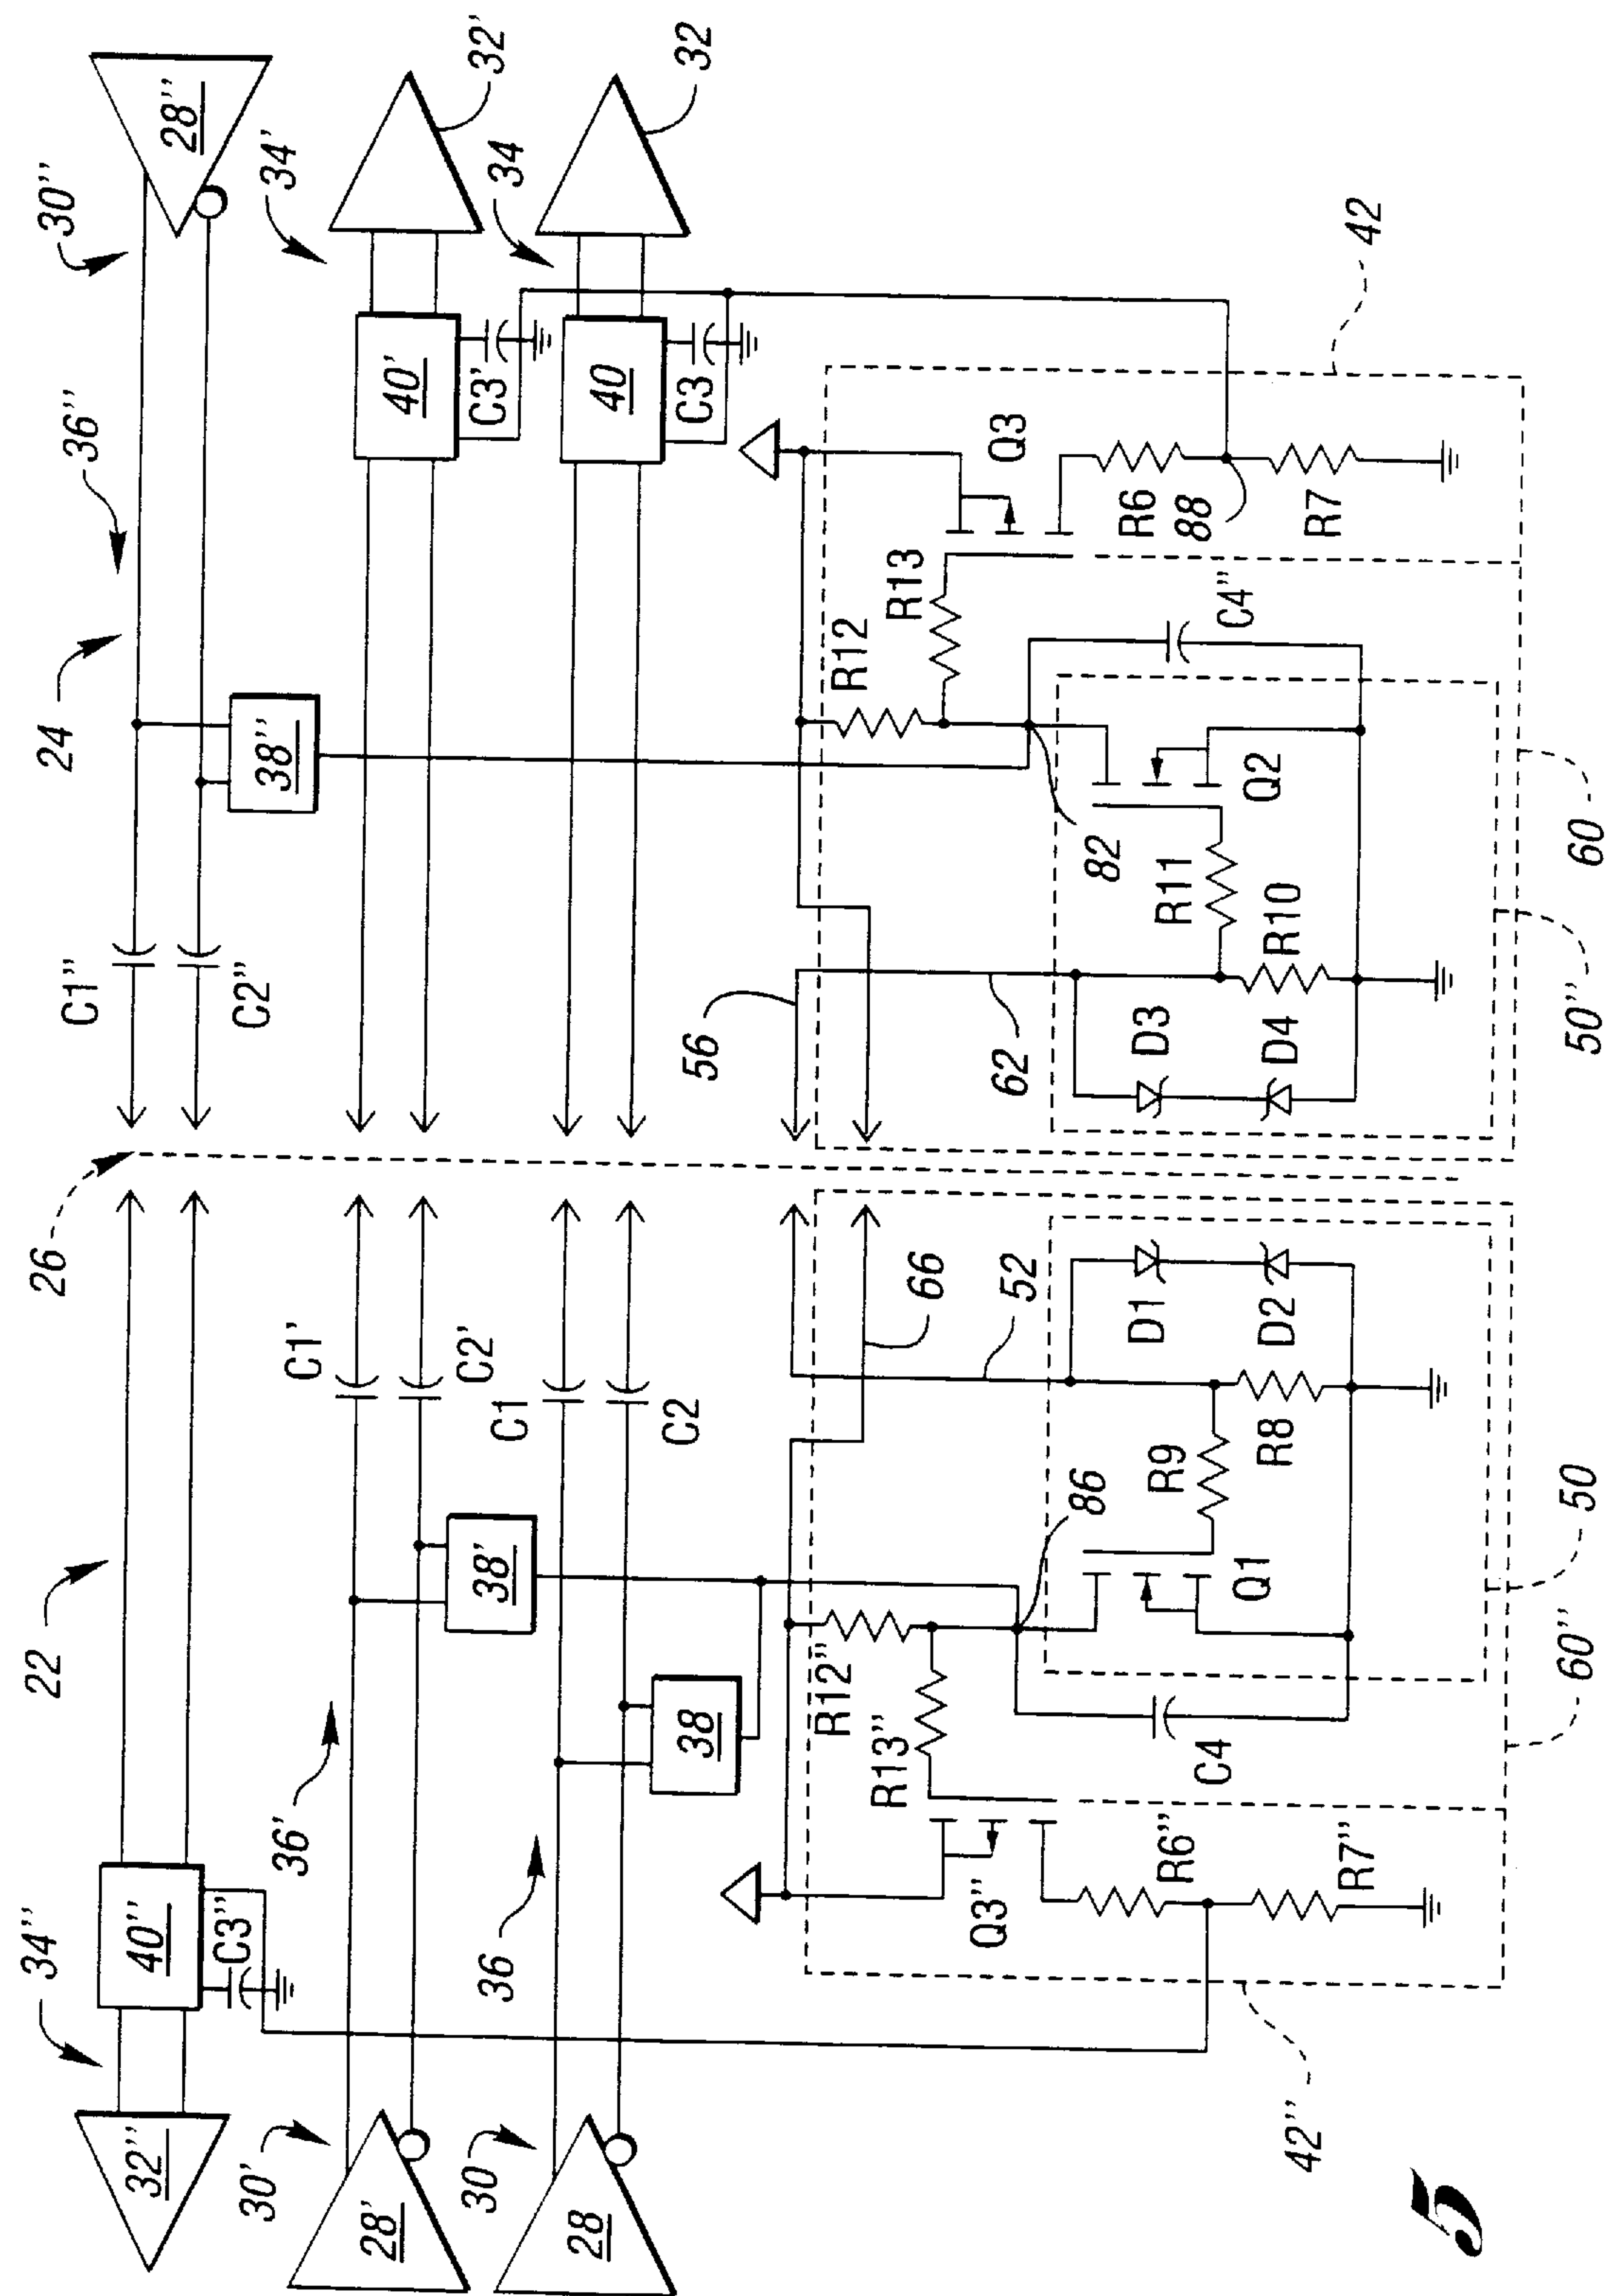 26
22
24
34"
36"
30"
32"
40"
C3"
C1"
C2"
38"
28"
30'
36'
C1'
C2'
34'
28'
38'
40'
C3'
32'
30
36
C1
C2
34
28
38
40
C3
32
66
52
56
62
R12"
R13"
86
R12
R13
82
Q3"
R6"
R7"
C4
Q1
R9
R8
D1
D2
D3
D4
R11
R10
Q2
C4"
Q3
R6
88
R7
42"
60"
50
50"
60
42
5